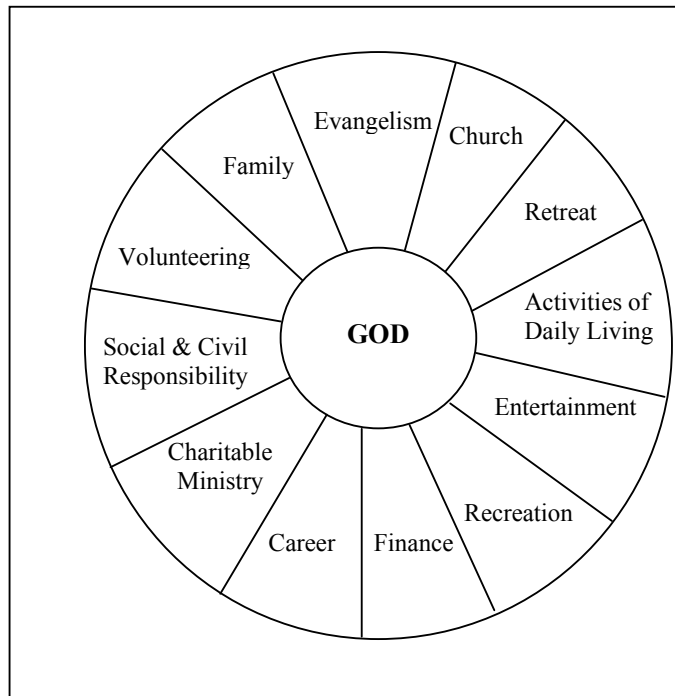 Evangelism
Church
Retreat
Activities of
Daily Living
Entertainment
Recreation
Finance
Career
Charitable
Ministry
Social & Civil
Responsibility
Volunteering
Family
GOD